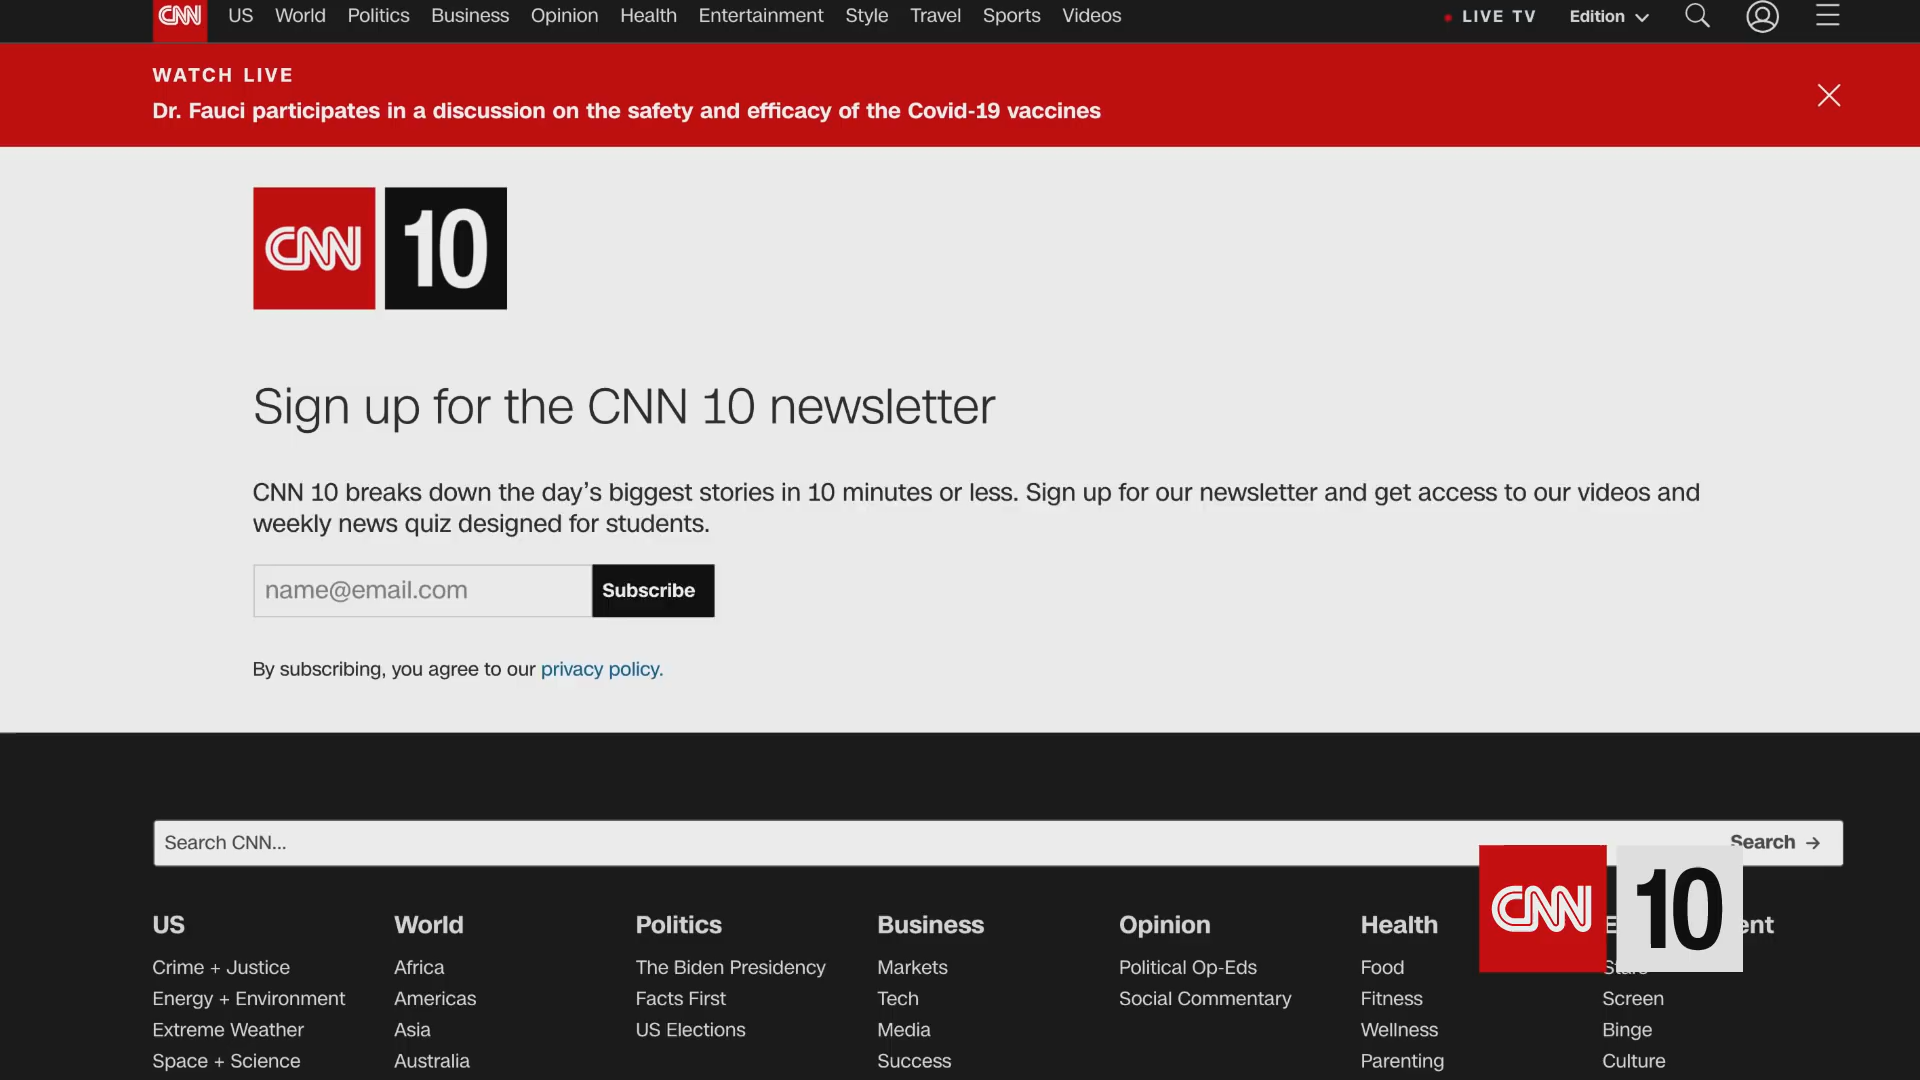 CNN US World Politics Business Opinion Health Entertainment Style Travel Sports Videos LIVE TV Edition
WATCH LIVE
Dr. Fauci participates in a discussion on the safety and efficacy of the Covid-19 vaccines
CNN 10
Sign up for the CNN 10 newsletter
CNN 10 breaks down the day’s biggest stories in 10 minutes or less. Sign up for our newsletter and get access to our videos and
weekly news quiz designed for students.
name@email.com Subscribe
By subscribing, you agree to our privacy policy.
Search CNN... Search →
CNN 10
US World Politics Business Opinion Health
Crime + Justice Africa The Biden Presidency Markets Political Op-Eds Food
Energy + Environment Americas Facts First Tech Social Commentary Fitness Screen
Extreme Weather Asia US Elections Media Wellness Binge
Space + Science Australia Success Parenting Culture